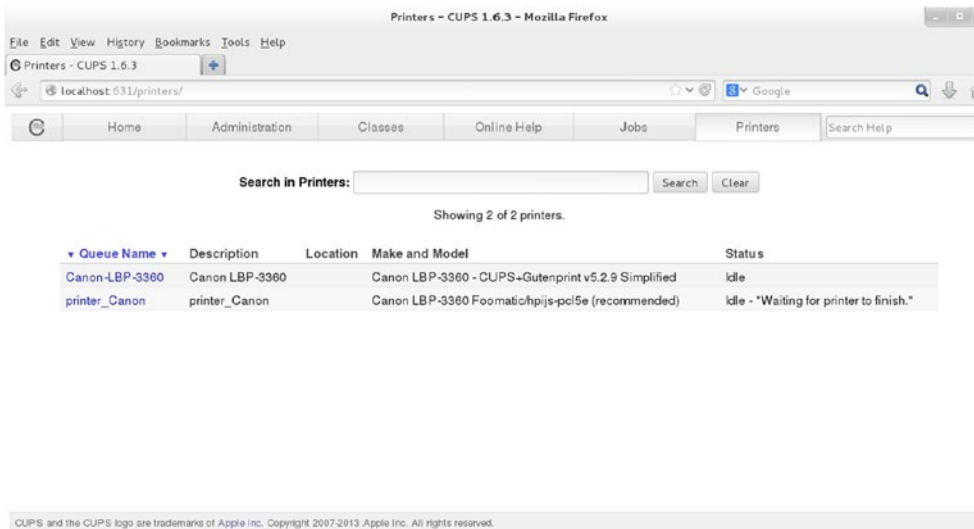 Printers - CUPS 1.6.3 - Mozilla Firefox
File Edit View History Bookmarks Tools Help
Printers - CUPS 1.6.3
localhost:631/printers/
Google
Home Administration Classes Online Help Jobs Printers Search Help
Search in Printers: Search Clear
Showing 2 of 2 printers.
▼ Queue Name ▼ Description Location Make and Model Status
Canon-LBP-3360 Canon LBP-3360 Canon LBP-3360 - CUPS+Gutenprint v5.2.9 Simplified Idle
printer_Canon printer_Canon Canon LBP-3360 Foomatic/hpijs-pcl5e (recommended) Idle - "Waiting for printer to finish."
CUPS and the CUPS logo are trademarks of Apple Inc. Copyright 2007-2013 Apple Inc. All rights reserved.